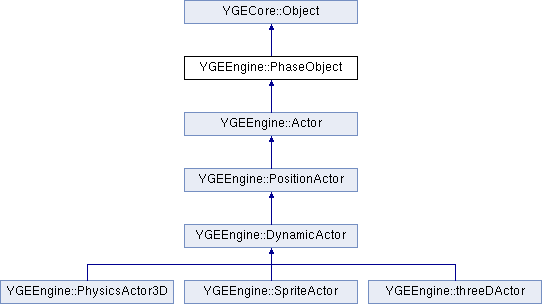 YGECore::Object
YGEEngine::PhaseObject
YGEEngine::Actor
YGEEngine::PositionActor
YGEEngine::DynamicActor
YGEEngine::PhysicsActor3D
YGEEngine::SpriteActor
YGEEngine::threeDActor